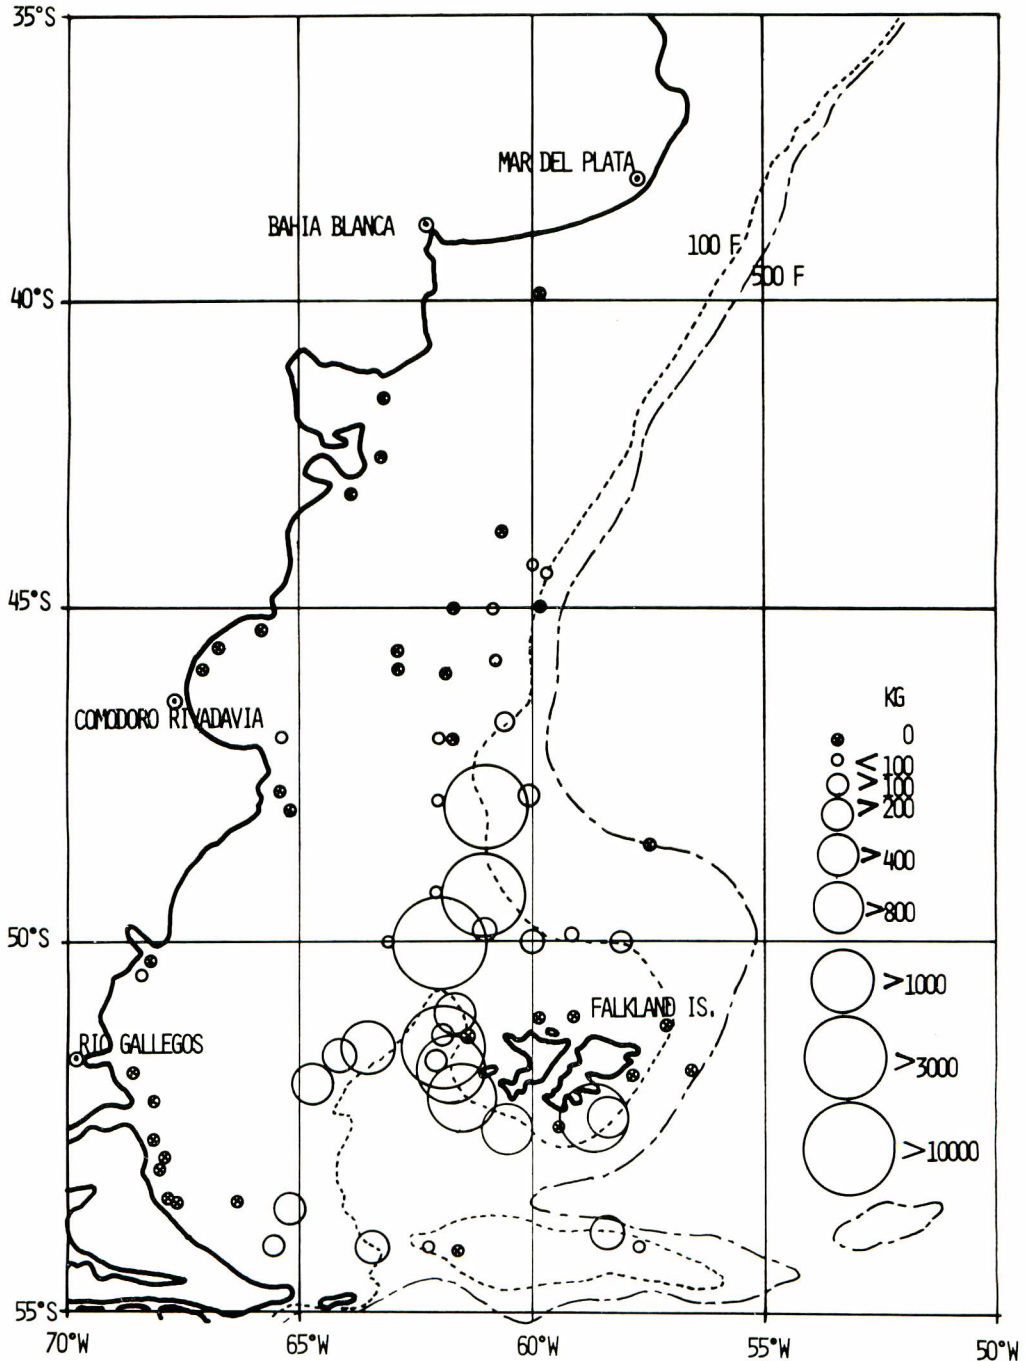 35°S
MAR DEL PLATA
BAHIA BLANCA
100 F
500 F
40°S
45°S
COMODORO RIVADAVIA
KG
0
< 100
> 100
> 200
> 400
> 800
50°S
> 1000
FALKLAND IS.
RIO GALLEGOS
> 3000
> 10000
55°S
70°W 65°W 60°W 55°W 50°W